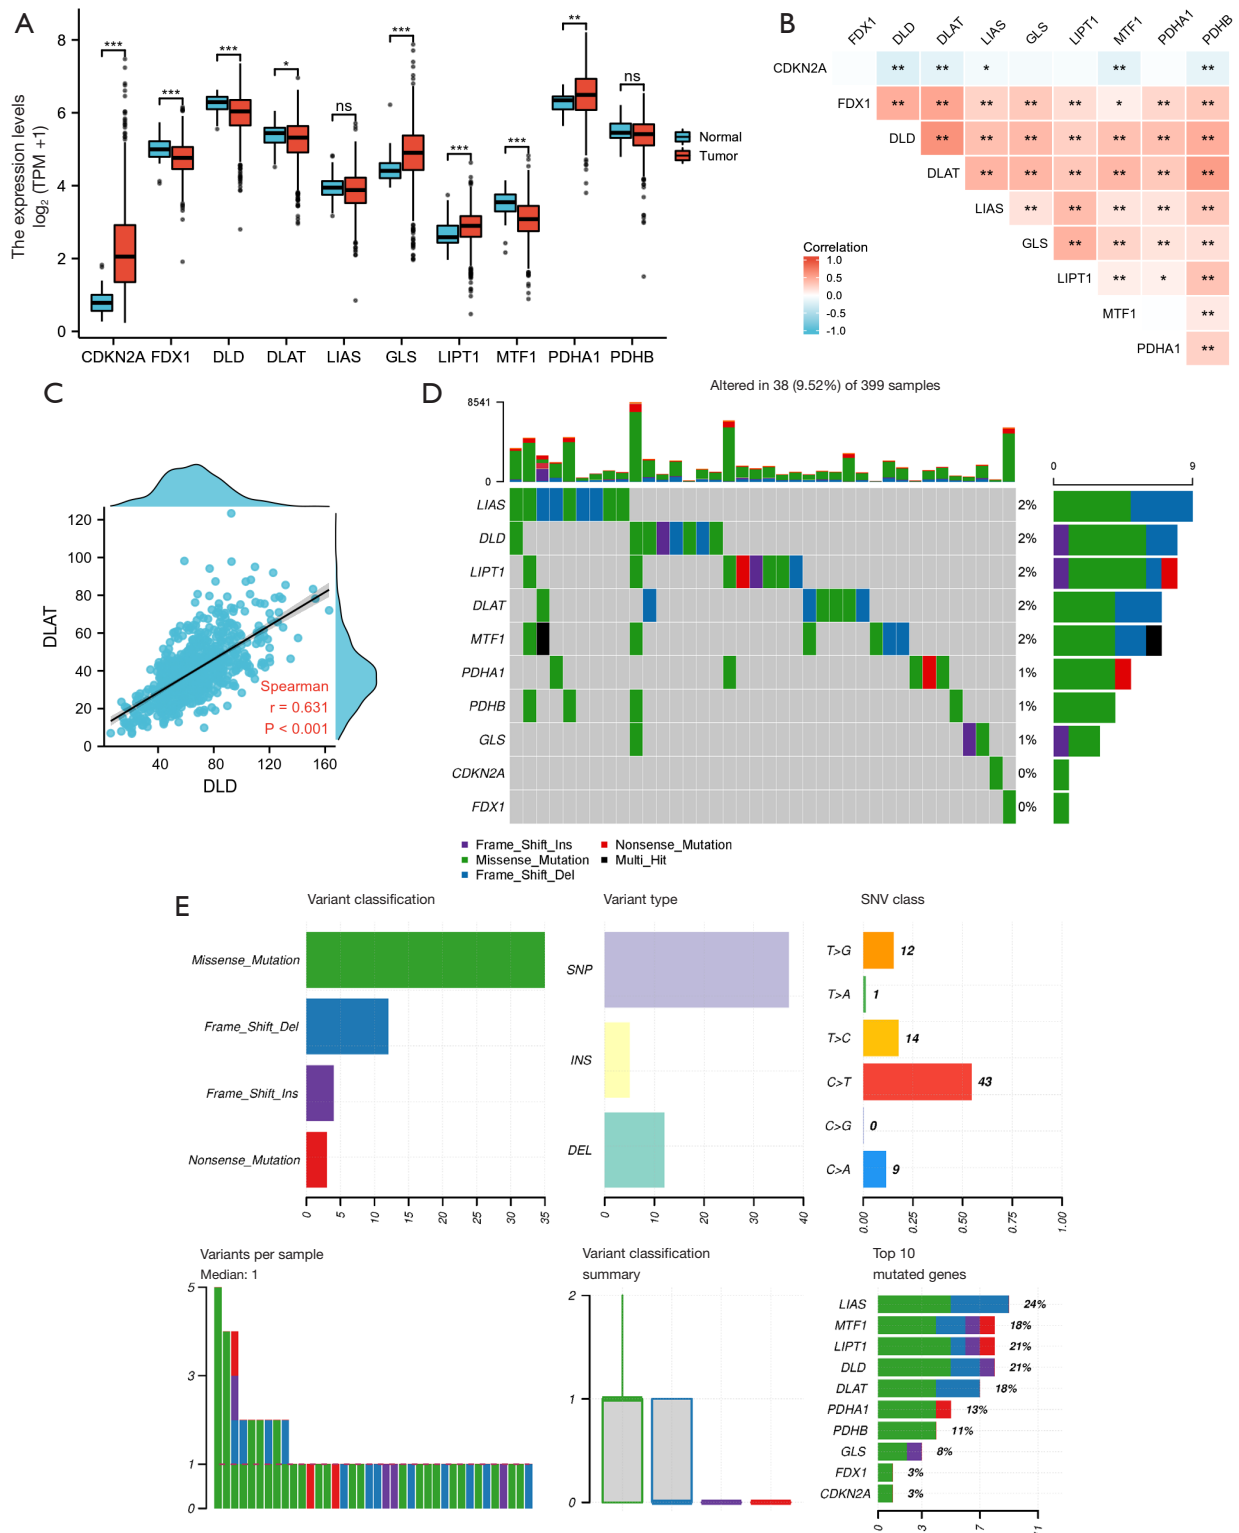 A
The expression levels
log₂ (TPM +1)
8
6
4
2
0
***
***
***
*
ns
***
***
***
**
ns
Normal
Tumor
CDKN2A FDX1 DLD DLAT LIAS GLS LIPT1 MTF1 PDHA1 PDHB
B
FDX1 DLD DLAT LIAS GLS LIPT1 MTF1 PDHA1 PDHB
CDKN2A ** ** * ** **
FDX1 ** ** ** ** ** * ** **
DLD ** ** ** ** ** ** **
DLAT ** ** ** ** ** **
LIAS ** ** ** ** **
GLS ** ** ** **
LIPT1 ** * **
MTF1 **
PDHA1 **
Correlation
1.0
0.5
0.0
-0.5
-1.0
C
DLAT
120
100
80
60
40
20
0
Spearman
r = 0.631
P < 0.001
40 80 120 160
DLD
D
Altered in 38 (9.52%) of 399 samples
8541
0
0 9
LIAS 2%
DLD 2%
LIPT1 2%
DLAT 2%
MTF1 2%
PDHA1 1%
PDHB 1%
GLS 1%
CDKN2A 0%
FDX1 0%
Frame_Shift_Ins Nonsense_Mutation
Missense_Mutation Multi_Hit
Frame_Shift_Del
E
Variant classification
Missense_Mutation
Frame_Shift_Del
Frame_Shift_Ins
Nonsense_Mutation
0 5 10 15 20 25 30 35
Variant type
SNP
INS
DEL
0 10 20 30 40
SNV class
T>G 12
T>A 1
T>C 14
C>T 43
C>G 0
C>A 9
0.00 0.25 0.50 0.75 1.00
Variants per sample
Median: 1
5
3
1
0
Variant classification
summary
2
1
0
Top 10
mutated genes
LIAS 24%
MTF1 18%
LIPT1 21%
DLD 21%
DLAT 18%
PDHA1 13%
PDHB 11%
GLS 8%
FDX1 3%
CDKN2A 3%
0 3 7 11